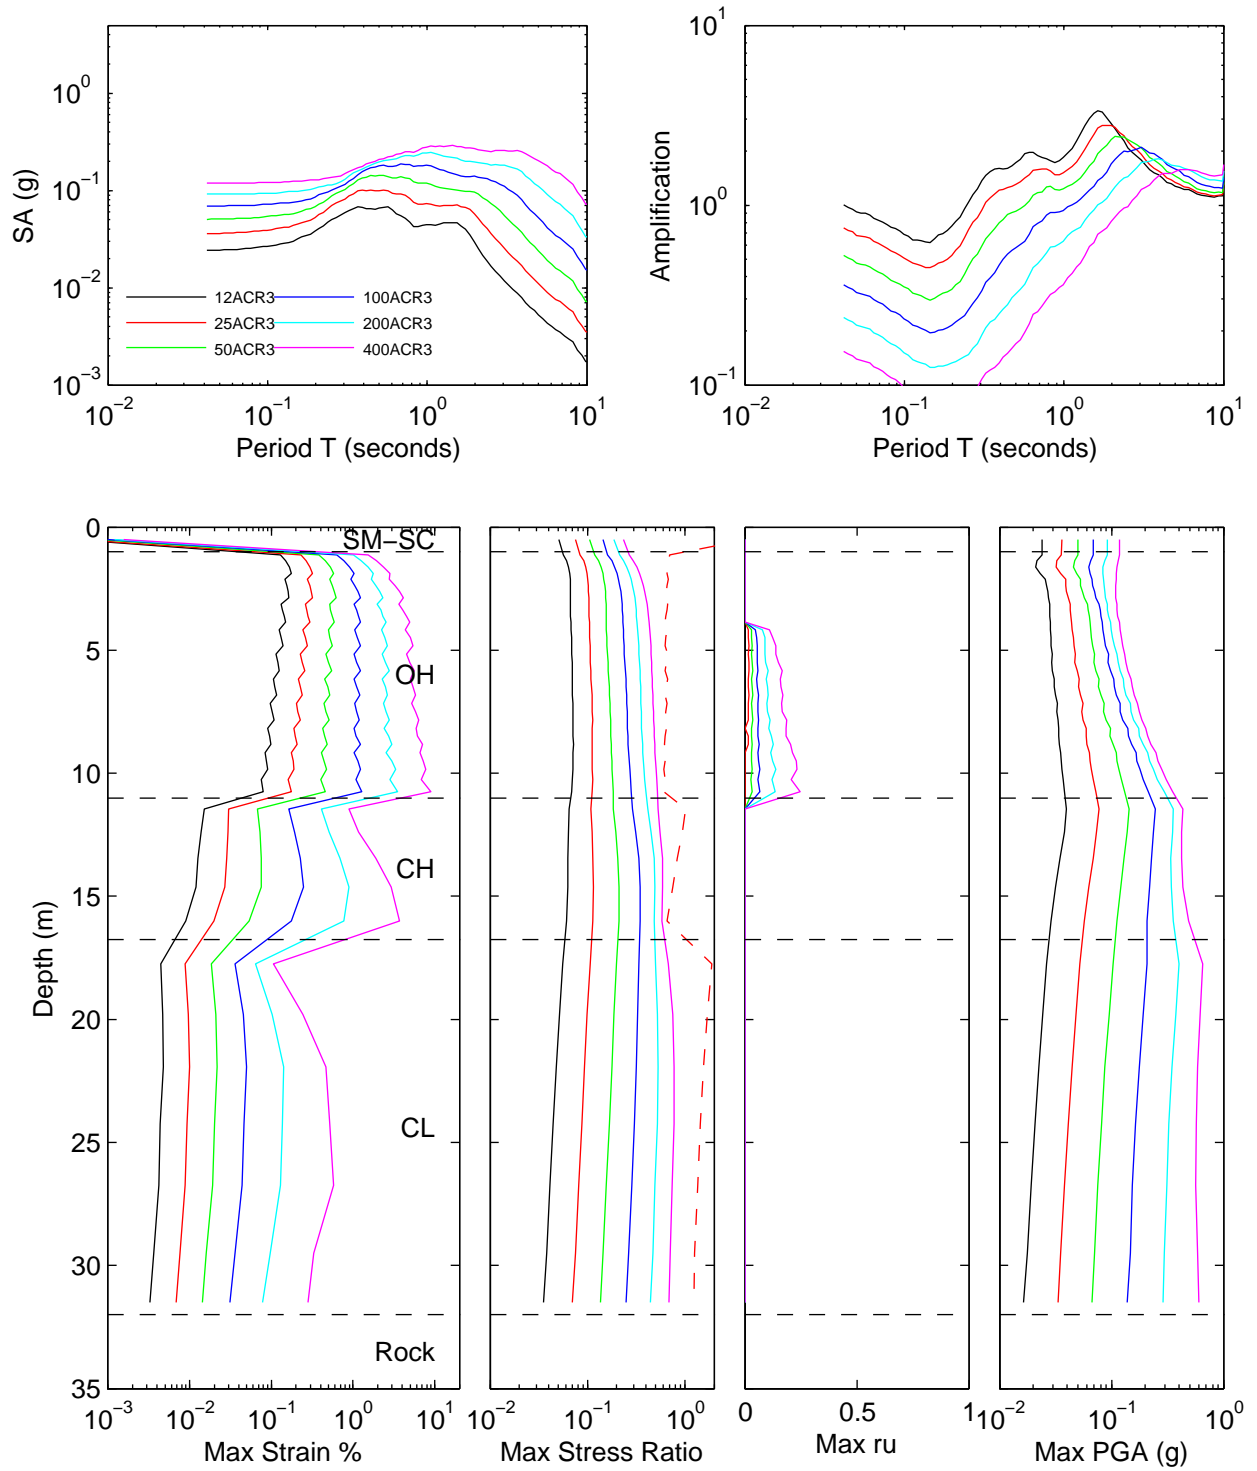 10^0
10^−1
10^−2
10^−3
SA (g)
12ACR3
25ACR3
50ACR3
100ACR3
200ACR3
400ACR3
10^−2
10^−1
10^0
10^1
Period T (seconds)
10^1
10^0
10^−1
Amplification
10^−2
10^−1
10^0
10^1
Period T (seconds)
0
5
10
15
20
25
30
35
Depth (m)
SM−SC
OH
CH
CL
Rock
10^−3
10^−2
10^−1
10^0
10^1
Max Strain %
10^−2
10^−1
10^0
Max Stress Ratio
0
0.5
1
Max ru
10^−2
10^−1
10^0
Max PGA (g)